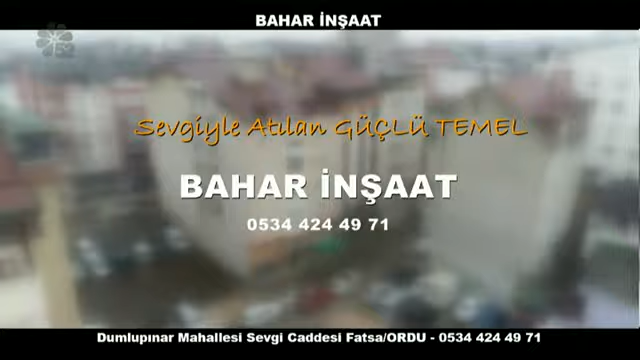 BAHAR İNŞAAT
Sevgiyle Atılan GÜÇLÜ TEMEL
BAHAR İNŞAAT
0534 424 49 71
Dumlupınar Mahallesi Sevgi Caddesi Fatsa/ORDU - 0534 424 49 71